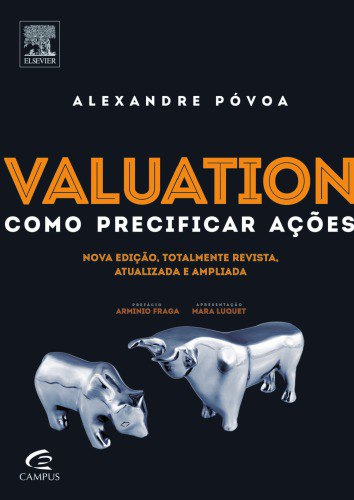 ELSEVIER
ALEXANDRE PÓVOA
VALUATION
COMO PRECIFICAR AÇÕES
NOVA EDIÇÃO, TOTALMENTE REVISTA,
ATUALIZADA E AMPLIADA
PREFÁCIO
ARMINIO FRAGA
APRESENTAÇÃO
MARA LUQUET
CAMPUS